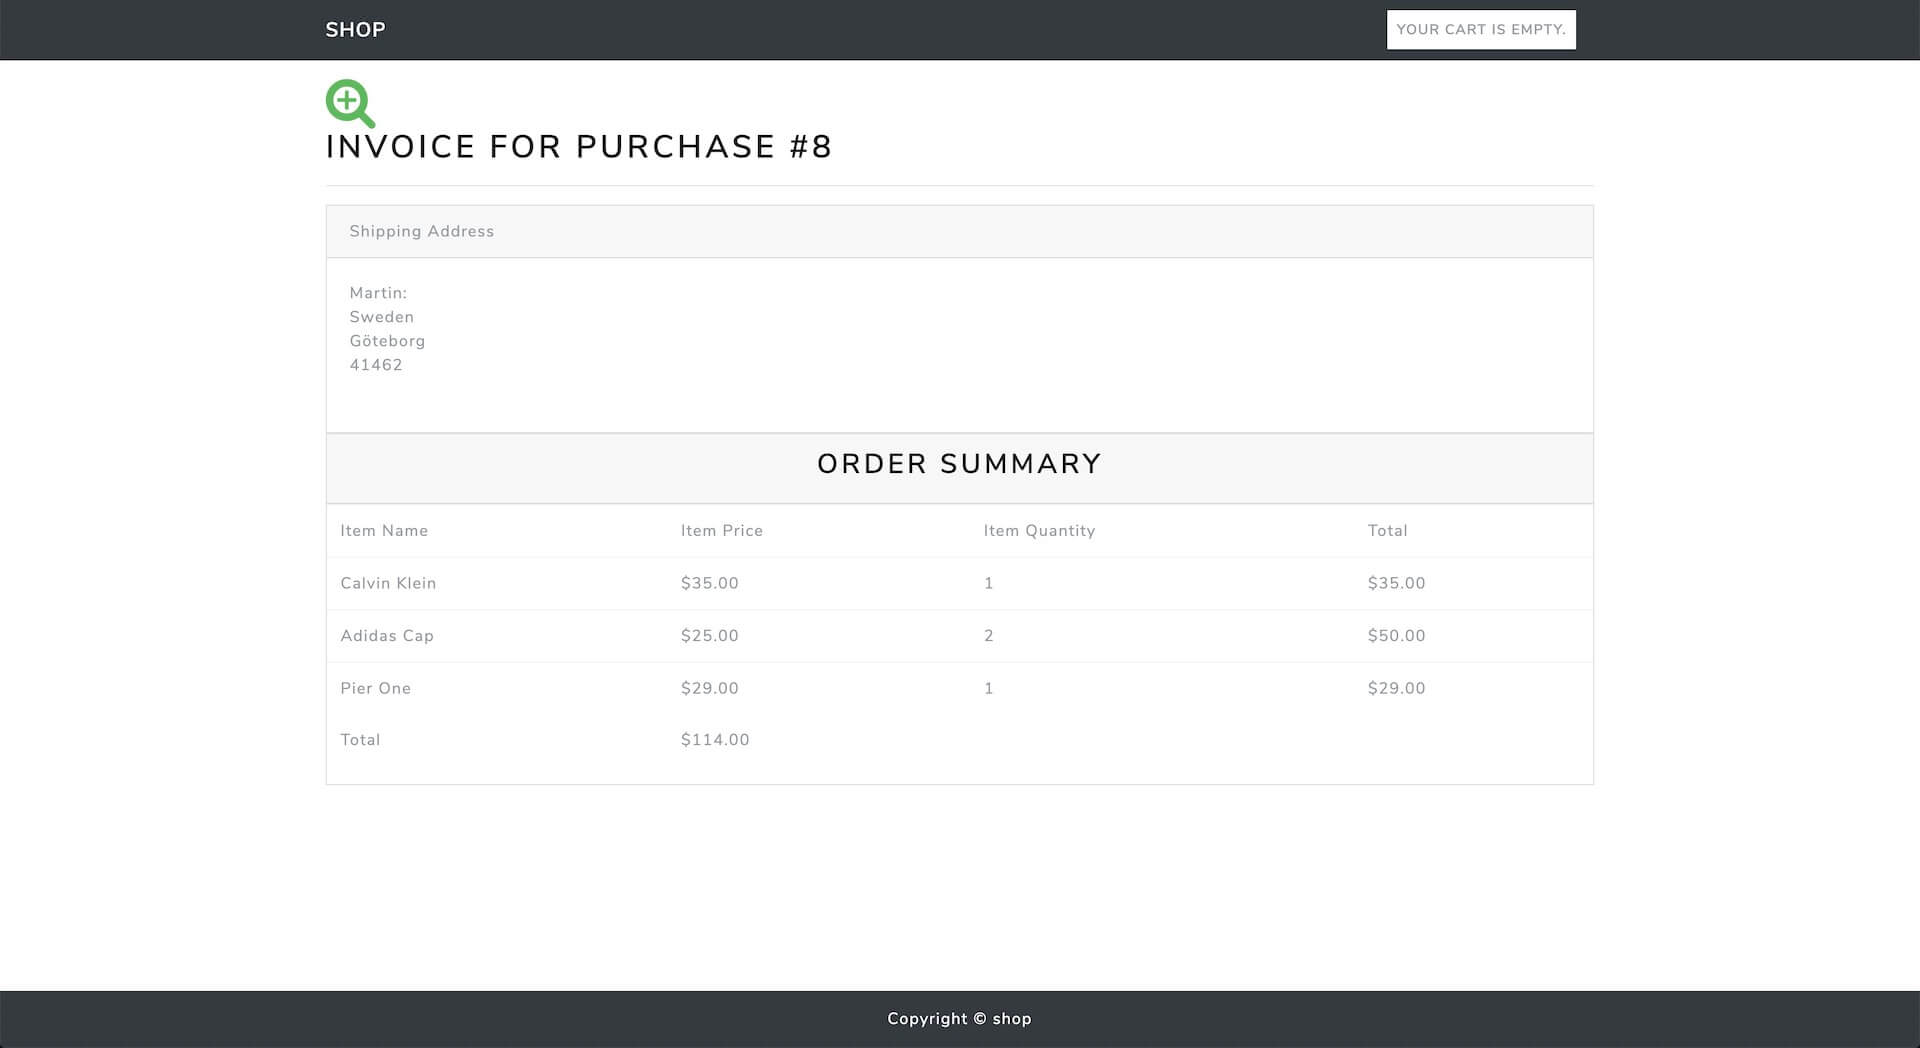 SHOP
YOUR CART IS EMPTY.
INVOICE FOR PURCHASE #8
Shipping Address
Martin:
Sweden
Göteborg
41462
ORDER SUMMARY
Item Name Item Price Item Quantity Total
Calvin Klein $35.00 1 $35.00
Adidas Cap $25.00 2 $50.00
Pier One $29.00 1 $29.00
Total $114.00
Copyright © shop